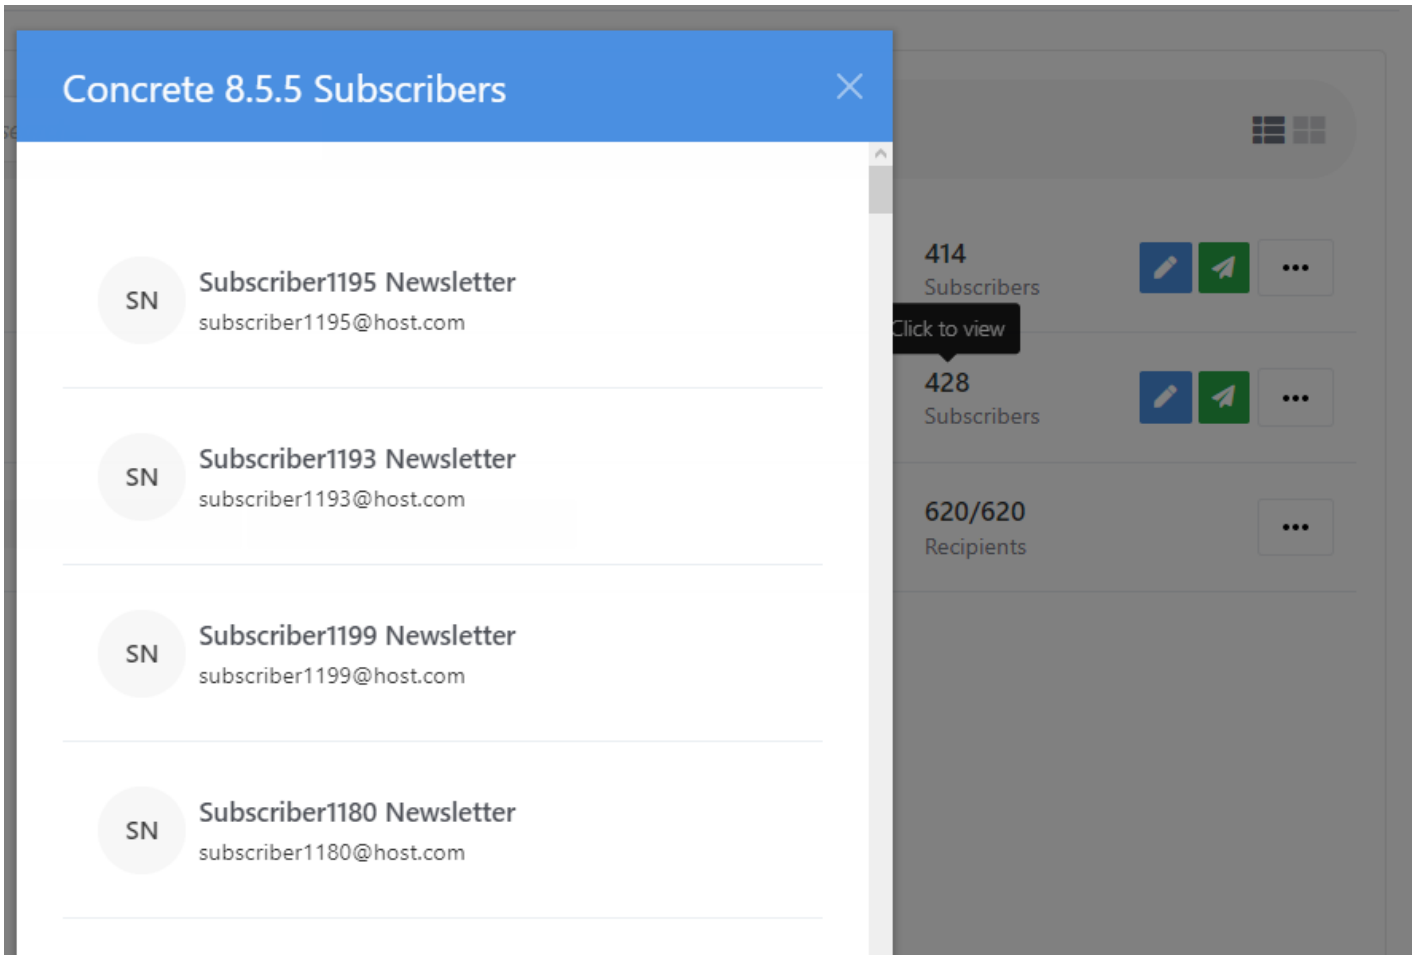 Concrete 8.5.5 Subscribers
SN
Subscriber1195 Newsletter
subscriber1195@host.com
SN
Subscriber1193 Newsletter
subscriber1193@host.com
SN
Subscriber1199 Newsletter
subscriber1199@host.com
SN
Subscriber1180 Newsletter
subscriber1180@host.com
414
Subscribers
Click to view
428
Subscribers
620/620
Recipients